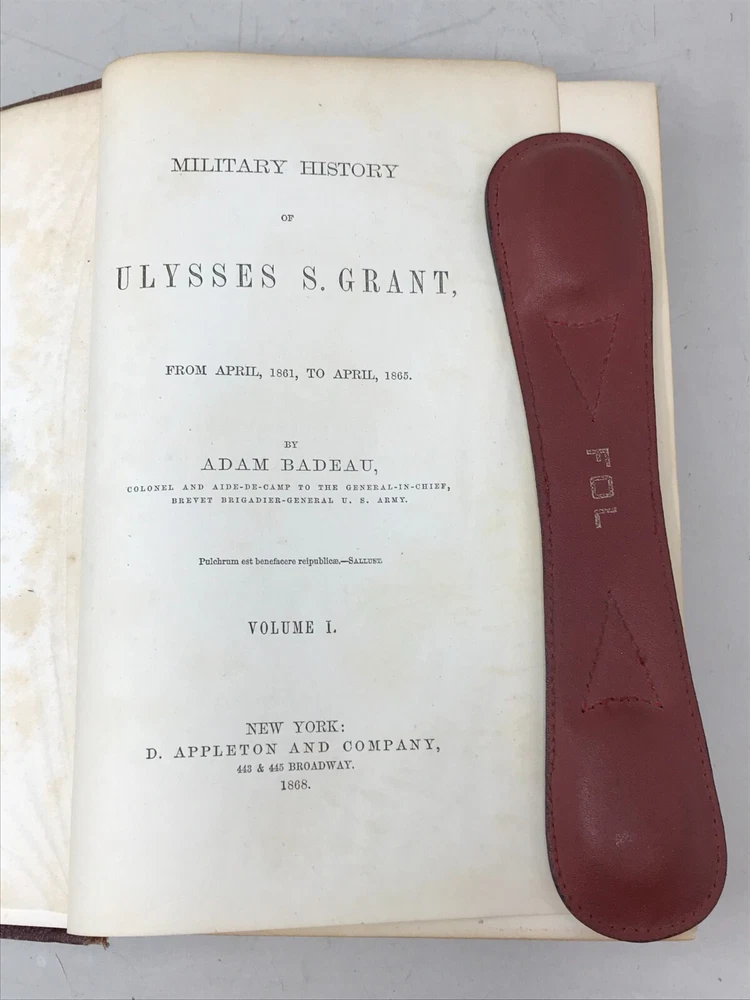 MILITARY HISTORY
OF
ULYSSES S. GRANT,
FROM APRIL, 1861, TO APRIL, 1865.
BY
ADAM BADEAU,
COLONEL AND AIDE-DE-CAMP TO THE GENERAL-IN-CHIEF,
BREVET BRIGADIER-GENERAL U. S. ARMY.
Pulchrum est benefacere reipublicæ.—SALLUST.
VOLUME I.
NEW YORK:
D. APPLETON AND COMPANY,
443 & 445 BROADWAY.
1868.
FOL